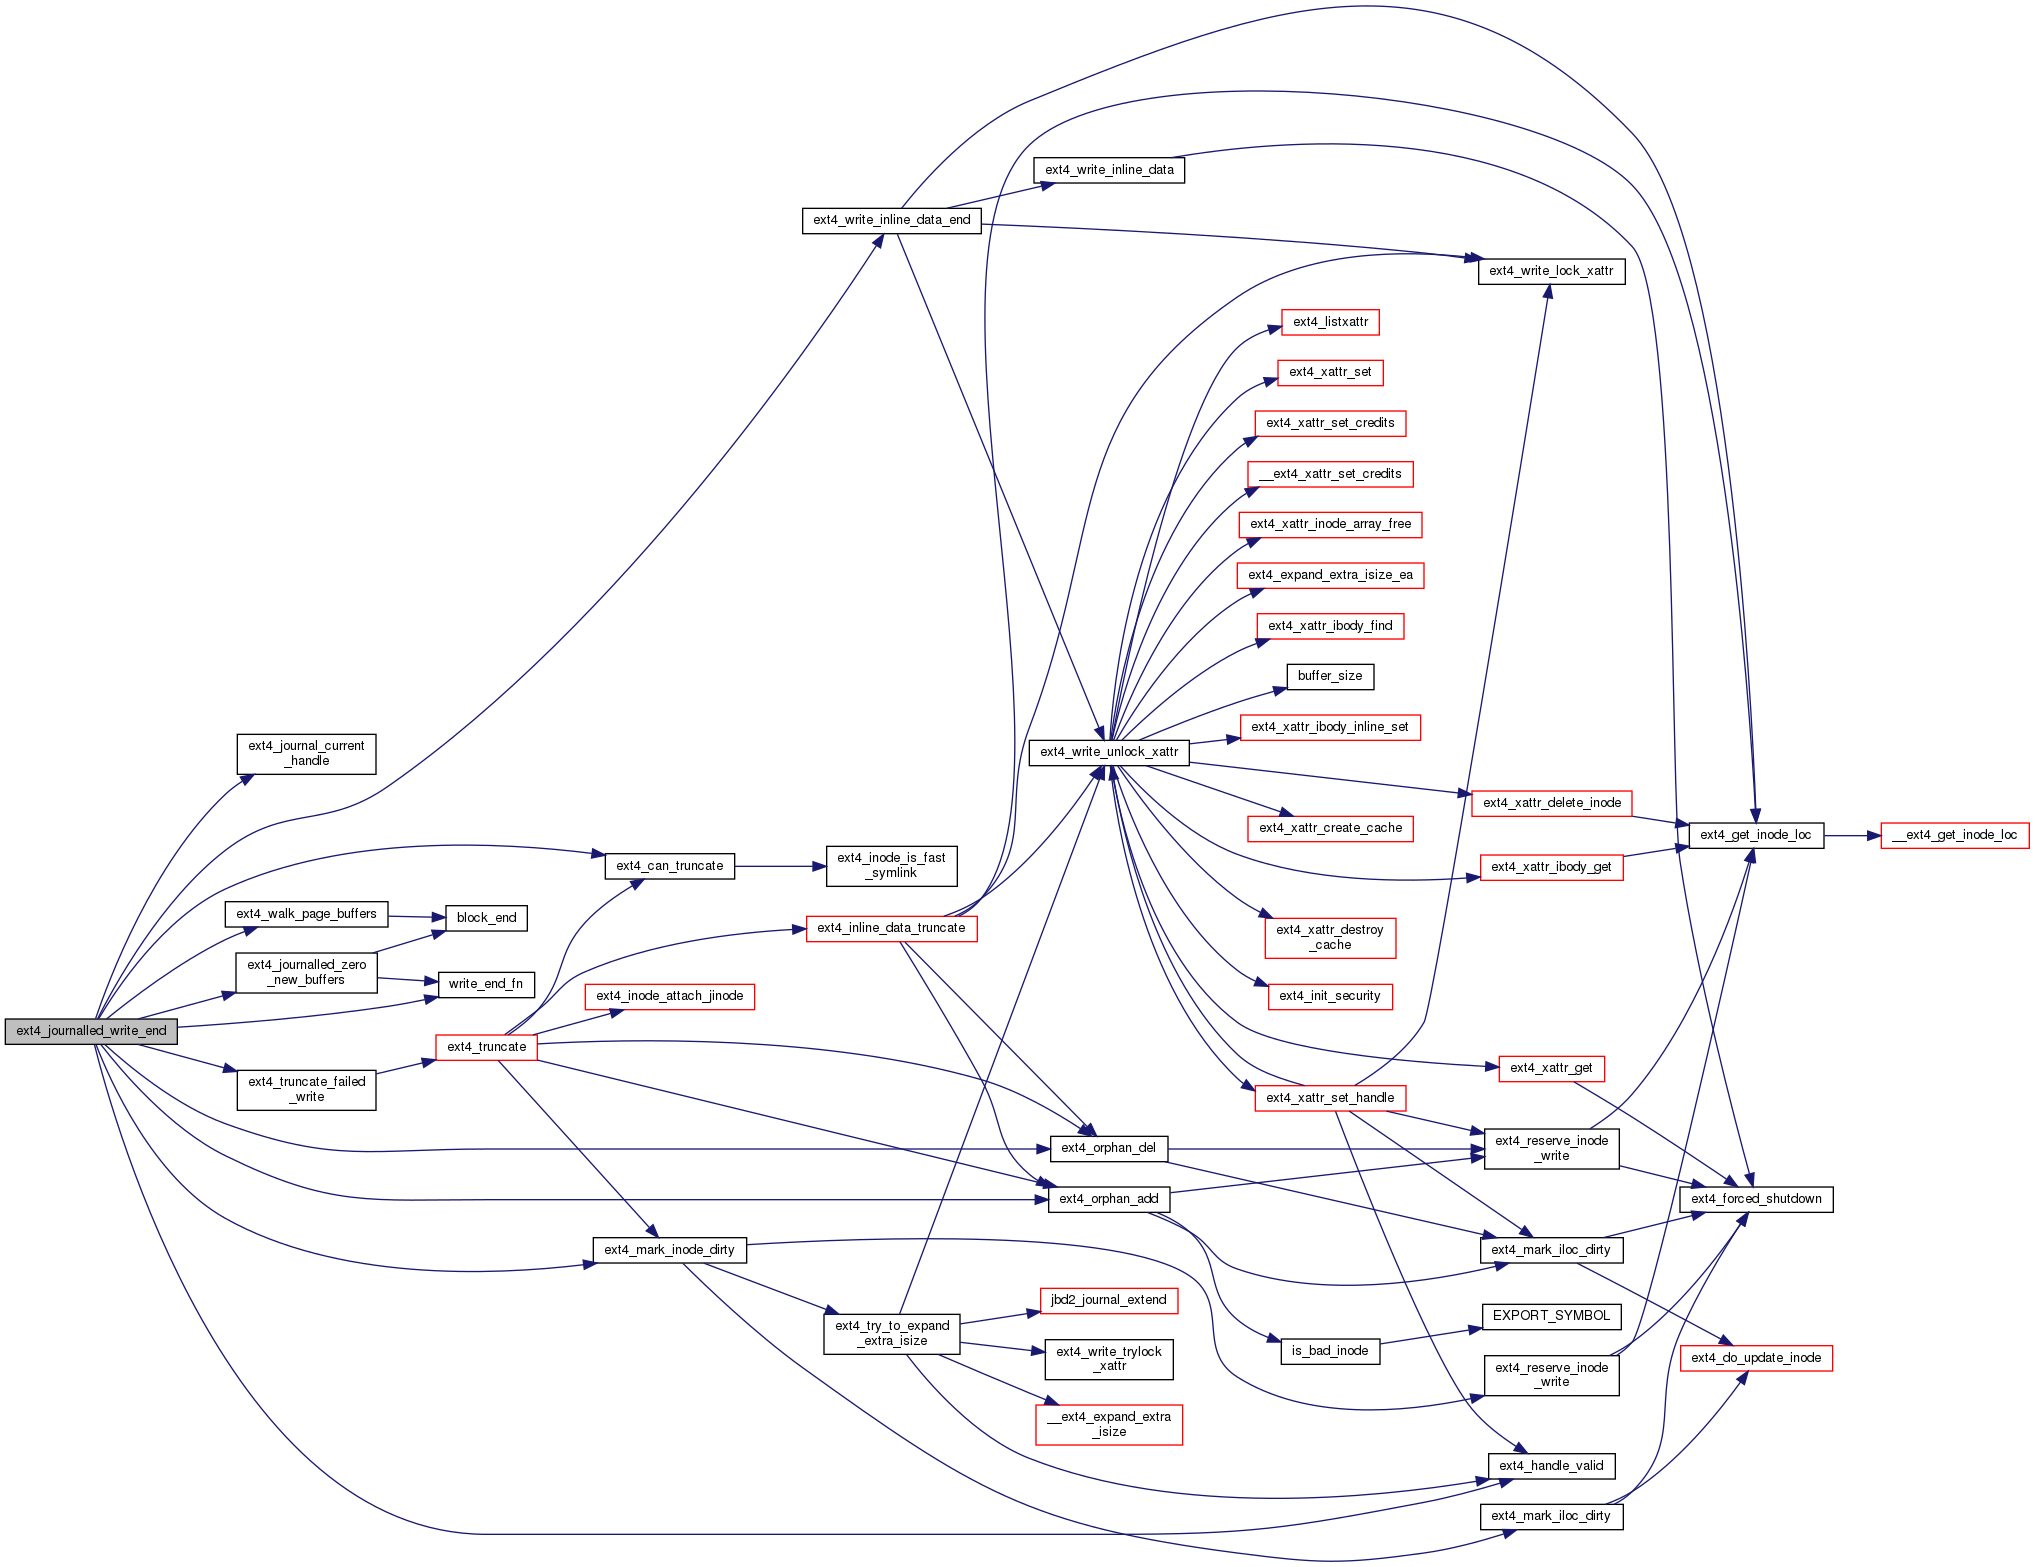 ext4_write_inline_data
ext4_write_inline_data_end
ext4_write_lock_xattr
ext4_listxattr
ext4_xattr_set
ext4_xattr_set_credits
__ext4_xattr_set_credits
ext4_xattr_inode_array_free
ext4_expand_extra_isize_ea
ext4_xattr_ibody_find
buffer_size
ext4_xattr_ibody_inline_set
ext4_journal_current
_handle
ext4_write_unlock_xattr
ext4_xattr_delete_inode
ext4_xattr_create_cache
ext4_get_inode_loc
__ext4_get_inode_loc
ext4_can_truncate
ext4_inode_is_fast
_symlink
ext4_xattr_ibody_get
ext4_walk_page_buffers
block_end
ext4_inline_data_truncate
ext4_xattr_destroy
_cache
ext4_journalled_zero
_new_buffers
write_end_fn
ext4_inode_attach_jinode
ext4_init_security
ext4_journalled_write_end
ext4_truncate
ext4_xattr_get
ext4_truncate_failed
_write
ext4_xattr_set_handle
ext4_orphan_del
ext4_reserve_inode
_write
ext4_orphan_add
ext4_forced_shutdown
ext4_mark_inode_dirty
ext4_mark_iloc_dirty
jbd2_journal_extend
EXPORT_SYMBOL
ext4_try_to_expand
_extra_isize
ext4_write_trylock
_xattr
is_bad_inode
ext4_do_update_inode
ext4_reserve_inode
_write
__ext4_expand_extra
_isize
ext4_handle_valid
ext4_mark_iloc_dirty